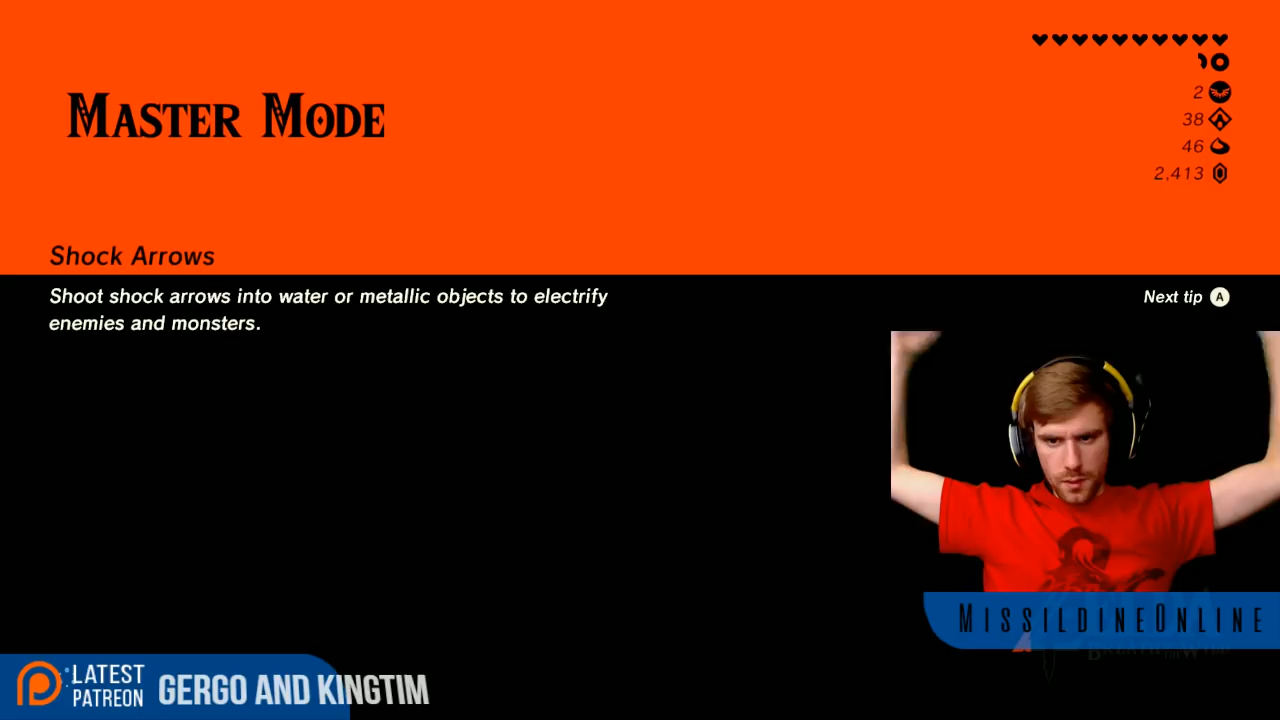 Master Mode
2
38
46
2,413
Shock Arrows
Shoot shock arrows into water or metallic objects to electrify
enemies and monsters.
Next tip A
MISSILDINEONLINE
LATEST
PATREON
GERGO AND KINGTIM